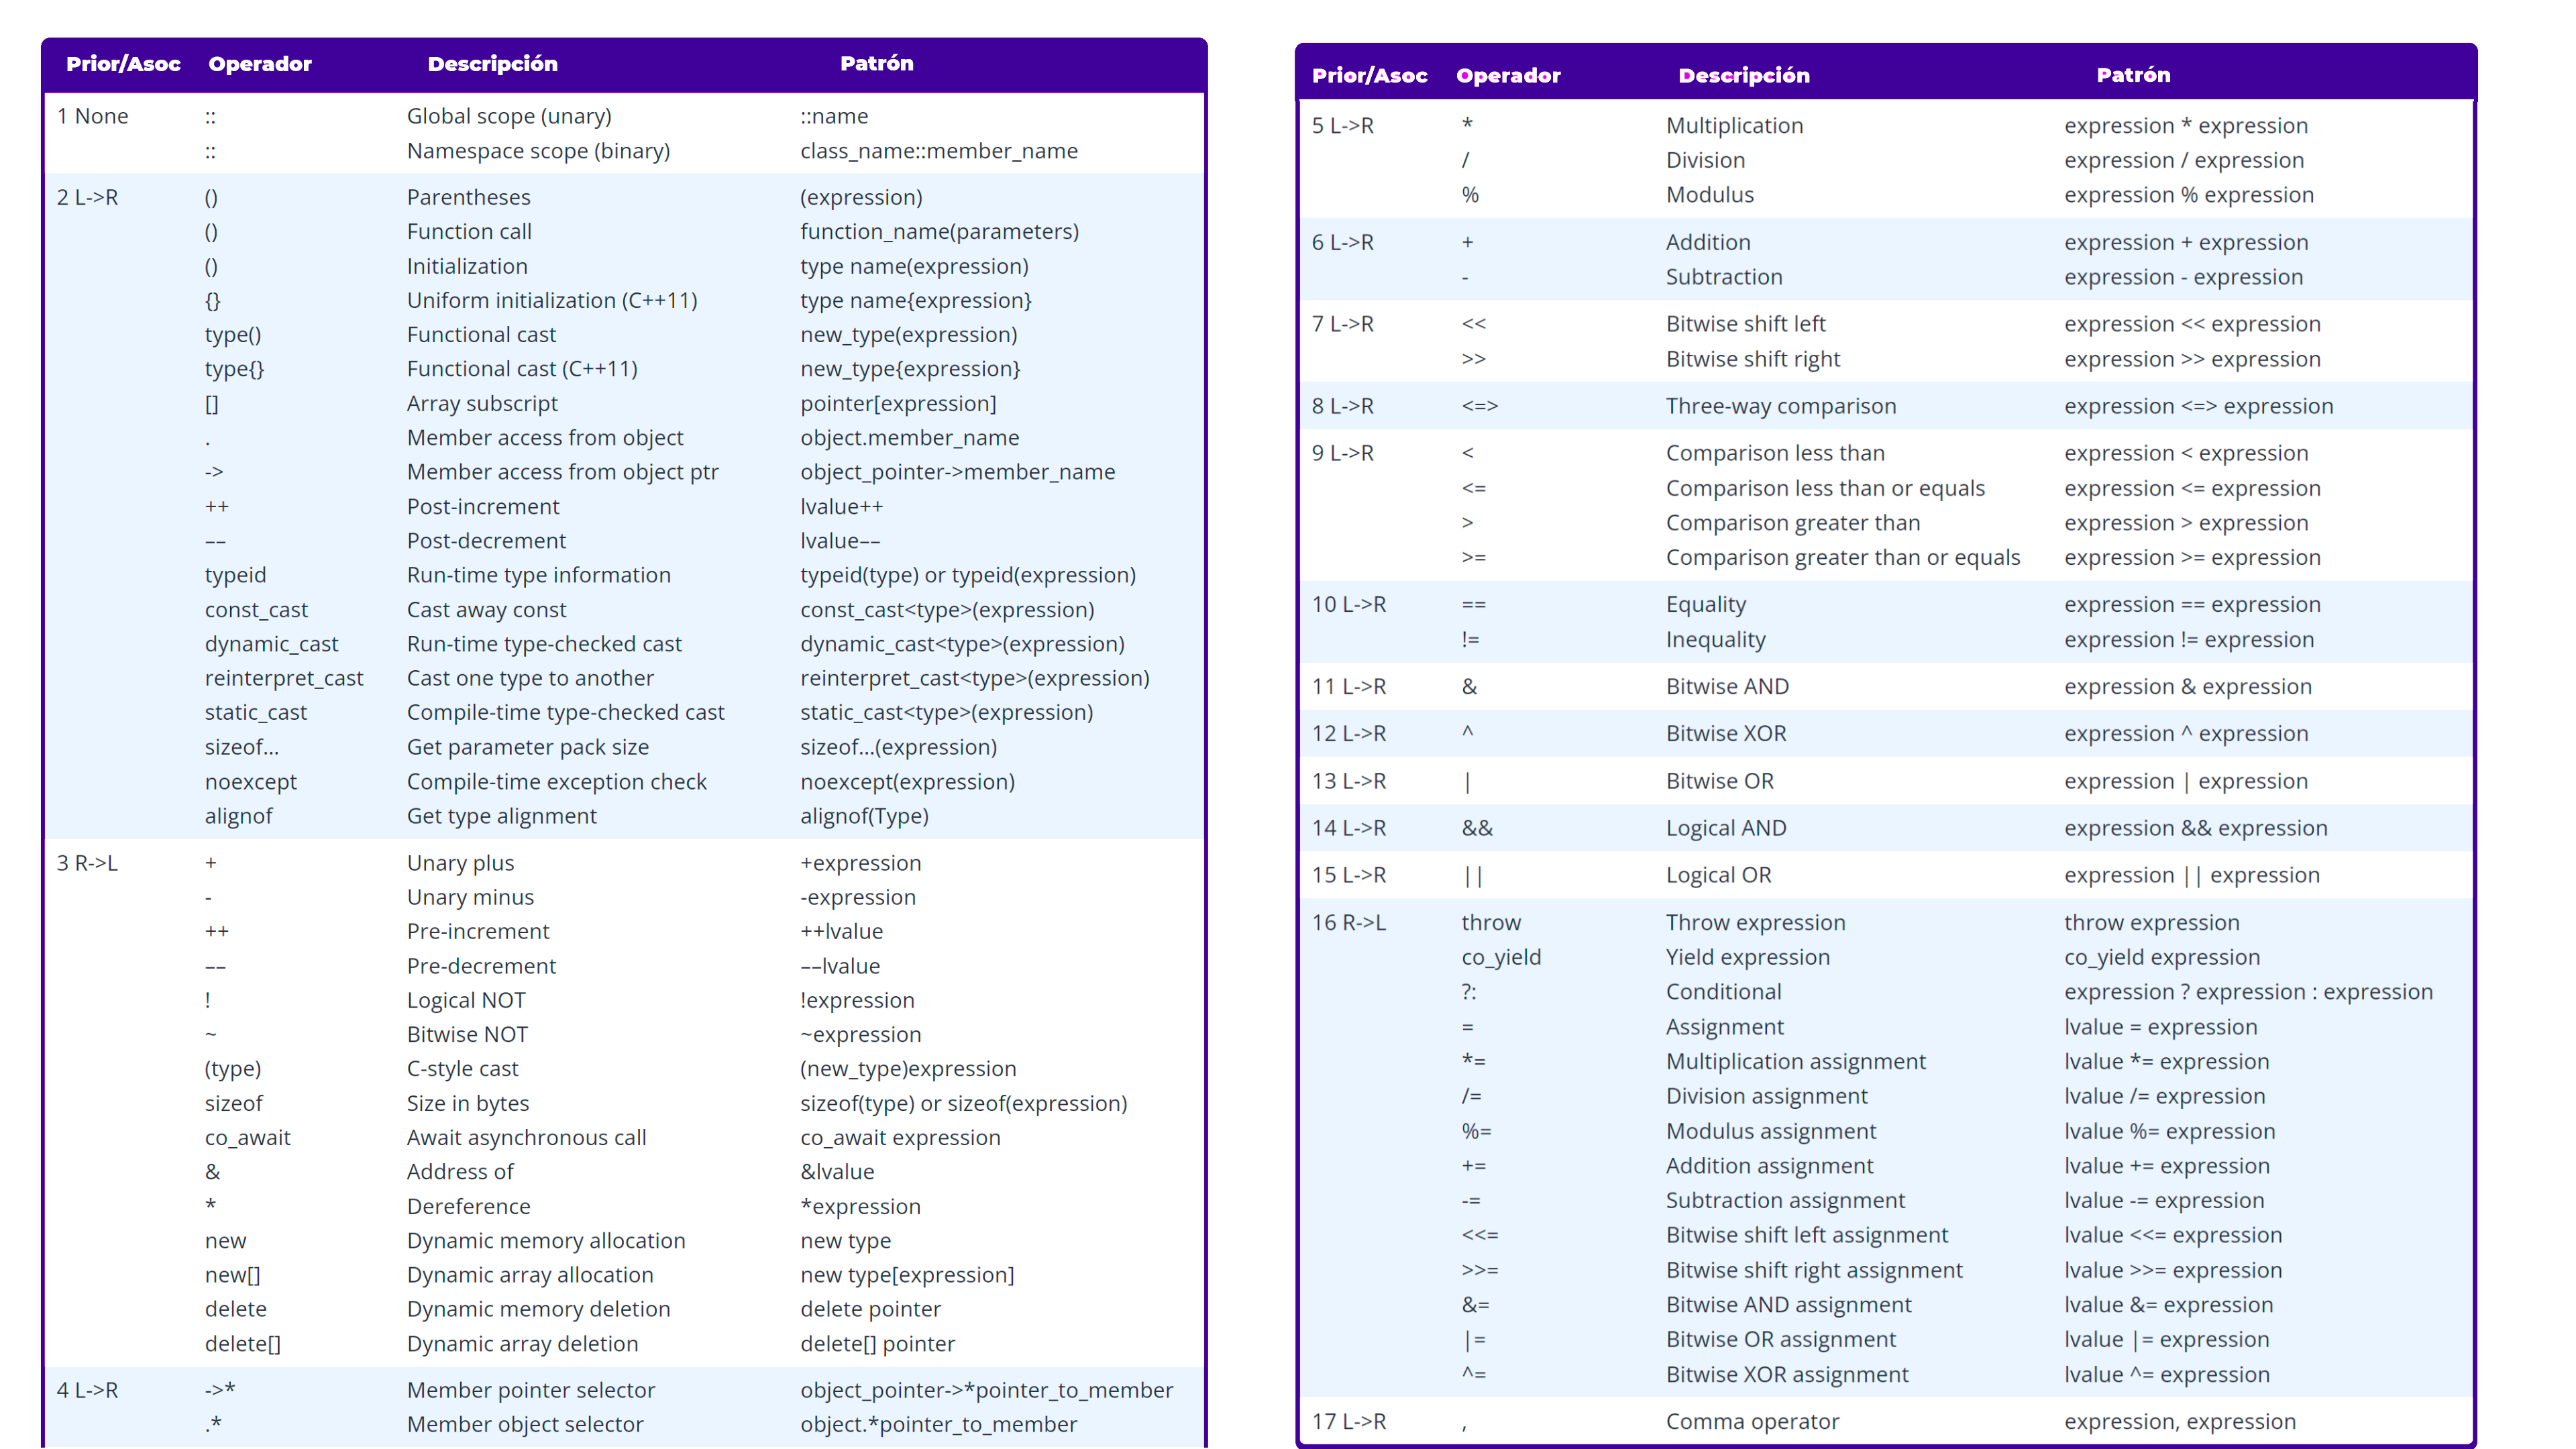 Prior/Asoc Operador Descripción Patrón
1 None :: Global scope (unary) ::name
:: Namespace scope (binary) class_name::member_name
2 L->R () Parentheses (expression)
() Function call function_name(parameters)
() Initialization type name(expression)
{} Uniform initialization (C++11) type name{expression}
type() Functional cast new_type(expression)
type{} Functional cast (C++11) new_type{expression}
[] Array subscript pointer[expression]
. Member access from object object.member_name
-> Member access from object ptr object_pointer->member_name
++ Post-increment lvalue++
–– Post-decrement lvalue––
typeid Run-time type information typeid(type) or typeid(expression)
const_cast Cast away const const_cast<type>(expression)
dynamic_cast Run-time type-checked cast dynamic_cast<type>(expression)
reinterpret_cast Cast one type to another reinterpret_cast<type>(expression)
static_cast Compile-time type-checked cast static_cast<type>(expression)
sizeof... Get parameter pack size sizeof...(expression)
noexcept Compile-time exception check noexcept(expression)
alignof Get type alignment alignof(Type)
3 R->L + Unary plus +expression
- Unary minus -expression
++ Pre-increment ++lvalue
–– Pre-decrement ––lvalue
! Logical NOT !expression
~ Bitwise NOT ~expression
(type) C-style cast (new_type)expression
sizeof Size in bytes sizeof(type) or sizeof(expression)
co_await Await asynchronous call co_await expression
& Address of &lvalue
* Dereference *expression
new Dynamic memory allocation new type
new[] Dynamic array allocation new type[expression]
delete Dynamic memory deletion delete pointer
delete[] Dynamic array deletion delete[] pointer
4 L->R ->* Member pointer selector object_pointer->*pointer_to_member
.* Member object selector object.*pointer_to_member
Prior/Asoc Operador Descripción Patrón
5 L->R * Multiplication expression * expression
/ Division expression / expression
% Modulus expression % expression
6 L->R + Addition expression + expression
- Subtraction expression - expression
7 L->R << Bitwise shift left expression << expression
>> Bitwise shift right expression >> expression
8 L->R <=> Three-way comparison expression <=> expression
9 L->R < Comparison less than expression < expression
<= Comparison less than or equals expression <= expression
> Comparison greater than expression > expression
>= Comparison greater than or equals expression >= expression
10 L->R == Equality expression == expression
!= Inequality expression != expression
11 L->R & Bitwise AND expression & expression
12 L->R ^ Bitwise XOR expression ^ expression
13 L->R | Bitwise OR expression | expression
14 L->R && Logical AND expression && expression
15 L->R || Logical OR expression || expression
16 R->L throw Throw expression throw expression
co_yield Yield expression co_yield expression
?: Conditional expression ? expression : expression
= Assignment lvalue = expression
*= Multiplication assignment lvalue *= expression
/= Division assignment lvalue /= expression
%= Modulus assignment lvalue %= expression
+= Addition assignment lvalue += expression
-= Subtraction assignment lvalue -= expression
<<= Bitwise shift left assignment lvalue <<= expression
>>= Bitwise shift right assignment lvalue >>= expression
&= Bitwise AND assignment lvalue &= expression
|= Bitwise OR assignment lvalue |= expression
^= Bitwise XOR assignment lvalue ^= expression
17 L->R , Comma operator expression, expression